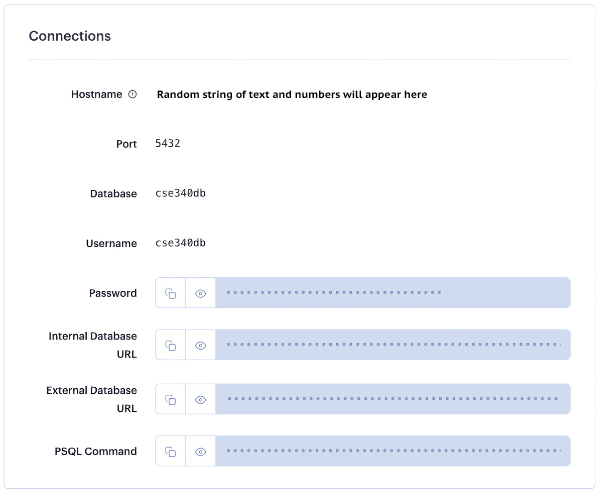 Connections
Hostname Random string of text and numbers will appear here
Port 5432
Database cse340db
Username cse340db
Password
Internal Database
URL
External Database
URL
PSQL Command